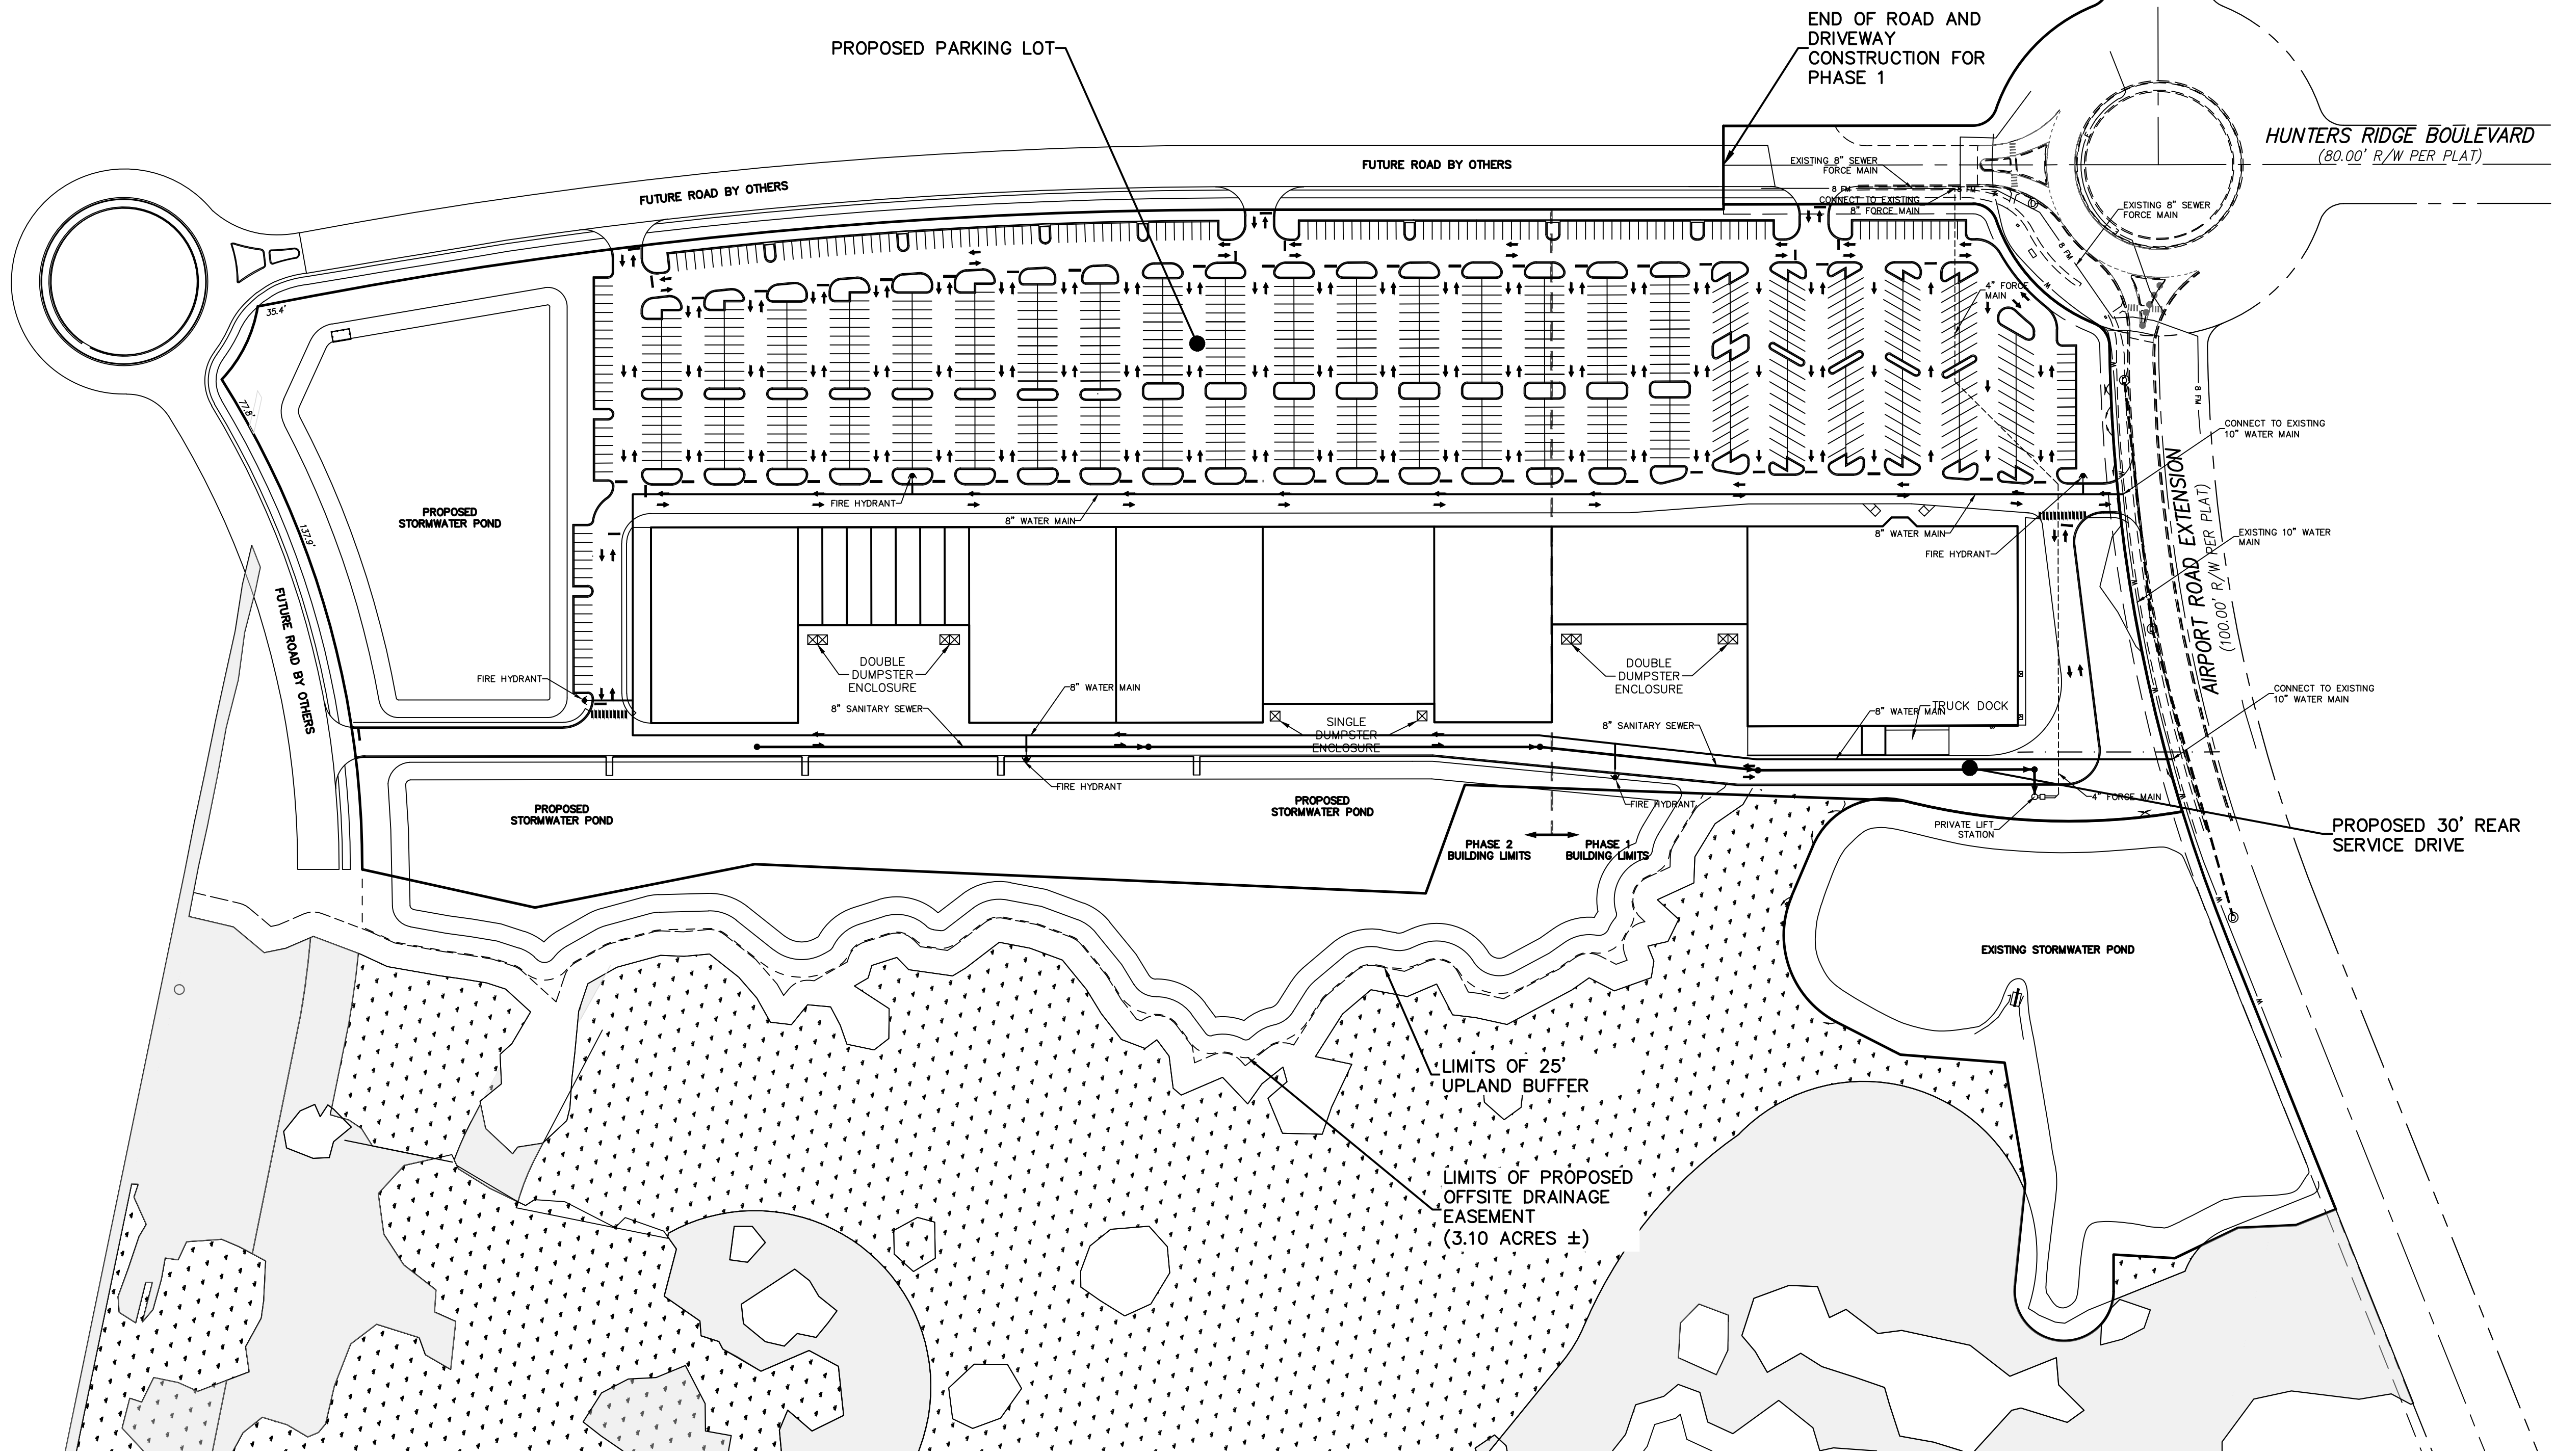 PROPOSED PARKING LOT
END OF ROAD AND
DRIVEWAY
CONSTRUCTION FOR
PHASE 1
HUNTERS RIDGE BOULEVARD
(80.00' R/W PER PLAT)
FUTURE ROAD BY OTHERS
FUTURE ROAD BY OTHERS
EXISTING 8" SEWER
FORCE MAIN
8 FM
8 FM
CONNECT TO EXISTING
8" FORCE MAIN
EXISTING 8" SEWER
FORCE MAIN
8 FM
W
4" FORCE
MAIN
35.4'
77.8'
137.9'
8 FM
W
CONNECT TO EXISTING
10" WATER MAIN
PROPOSED
STORMWATER POND
FIRE HYDRANT
8" WATER MAIN
8" WATER MAIN
FIRE HYDRANT
EXISTING 10" WATER
MAIN
AIRPORT ROAD EXTENSION
(100.00' R/W PER PLAT)
W
W
FUTURE ROAD BY OTHERS
DOUBLE
DUMPSTER
ENCLOSURE
DOUBLE
DUMPSTER
ENCLOSURE
FIRE HYDRANT
8" WATER MAIN
8" SANITARY SEWER
SINGLE
DUMPSTER
ENCLOSURE
8" SANITARY SEWER
8" WATER MAIN
TRUCK DOCK
CONNECT TO EXISTING
10" WATER MAIN
W
FIRE HYDRANT
FIRE HYDRANT
4" FORCE MAIN
W
PROPOSED
STORMWATER POND
PROPOSED
STORMWATER POND
PRIVATE LIFT
STATION
PROPOSED 30' REAR
SERVICE DRIVE
PHASE 2
BUILDING LIMITS
PHASE 1
BUILDING LIMITS
W
EXISTING STORMWATER POND
W
LIMITS OF 25'
UPLAND BUFFER
LIMITS OF PROPOSED
OFFSITE DRAINAGE
EASEMENT
(3.10 ACRES ±)